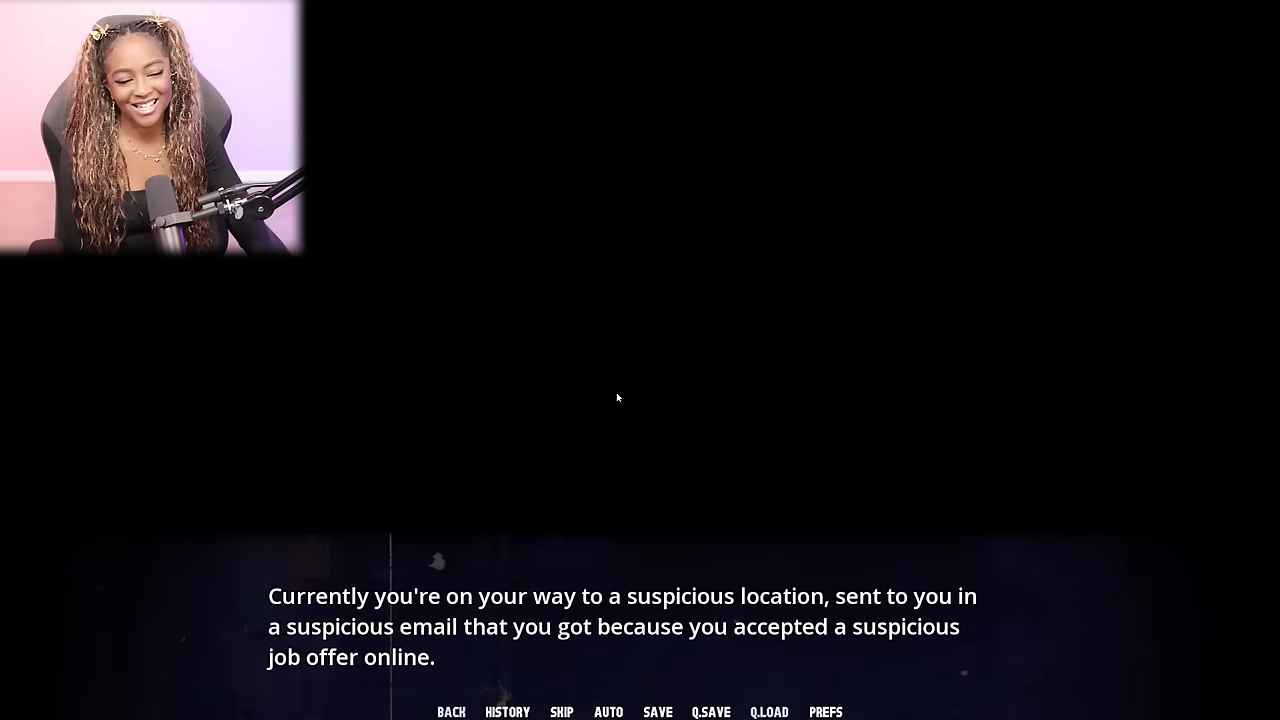 Currently you're on your way to a suspicious location, sent to you in
a suspicious email that you got because you accepted a suspicious
job offer online.
BACK HISTORY SKIP AUTO SAVE Q.SAVE Q.LOAD PREFS